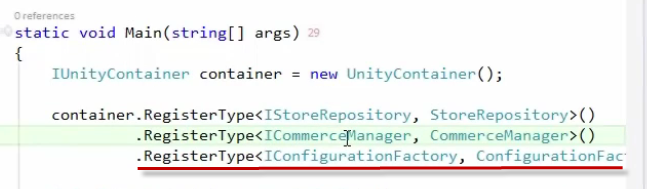 0 references
static void Main(string[] args) 29
{
IUnityContainer container = new UnityContainer();
container.RegisterType<IStoreRepository, StoreRepository>()
.RegisterType<ICommerceManager, CommerceManager>()
.RegisterType<IConfigurationFactory, ConfigurationFact